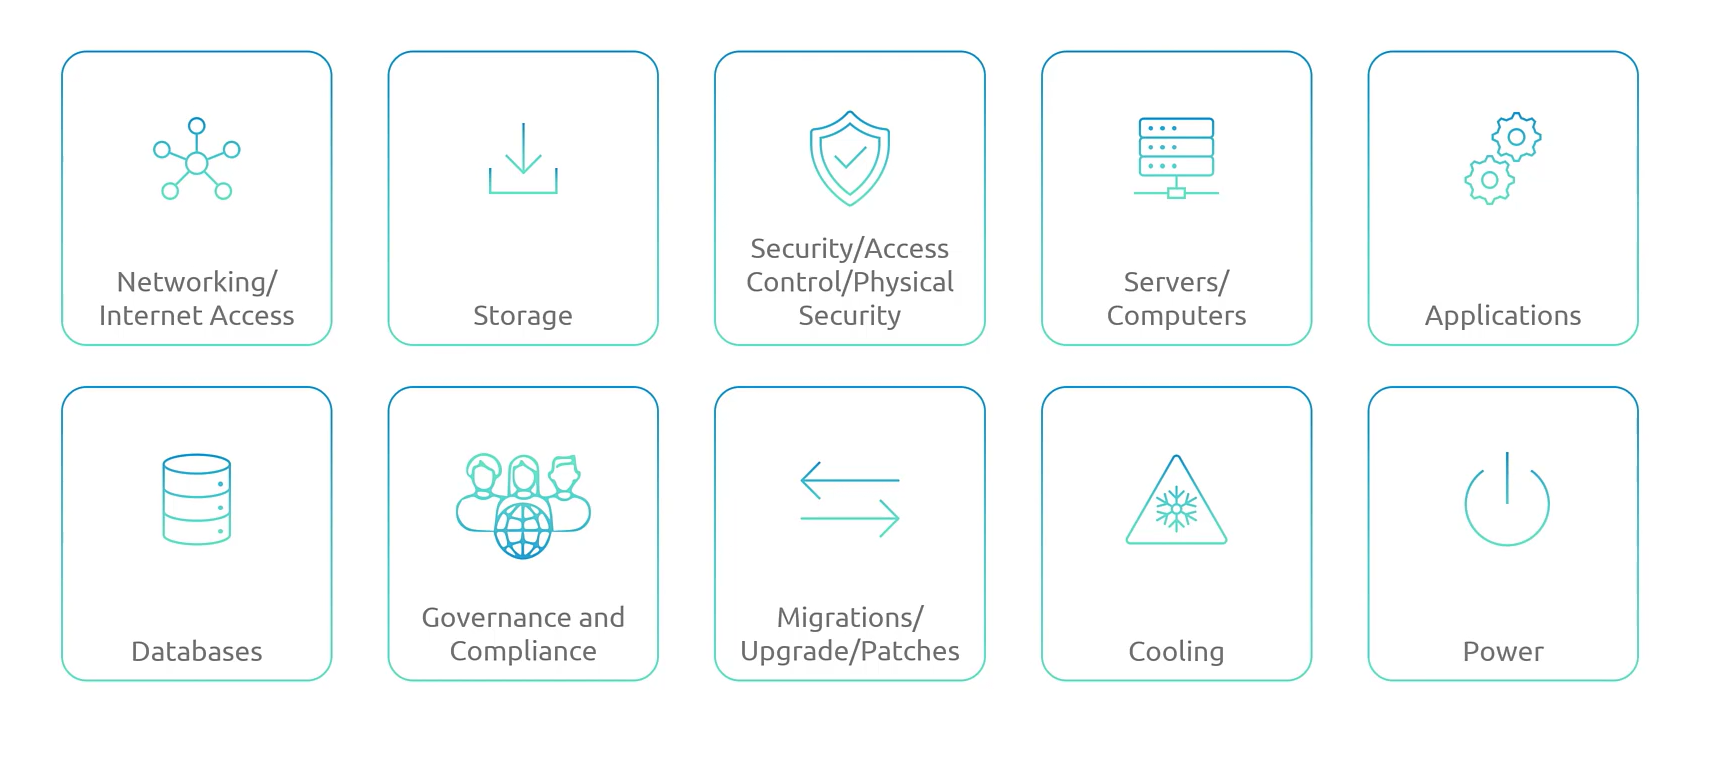 Networking/
Internet Access
Storage
Security/Access
Control/Physical
Security
Servers/
Computers
Applications
Databases
Governance and
Compliance
Migrations/
Upgrade/Patches
Cooling
Power